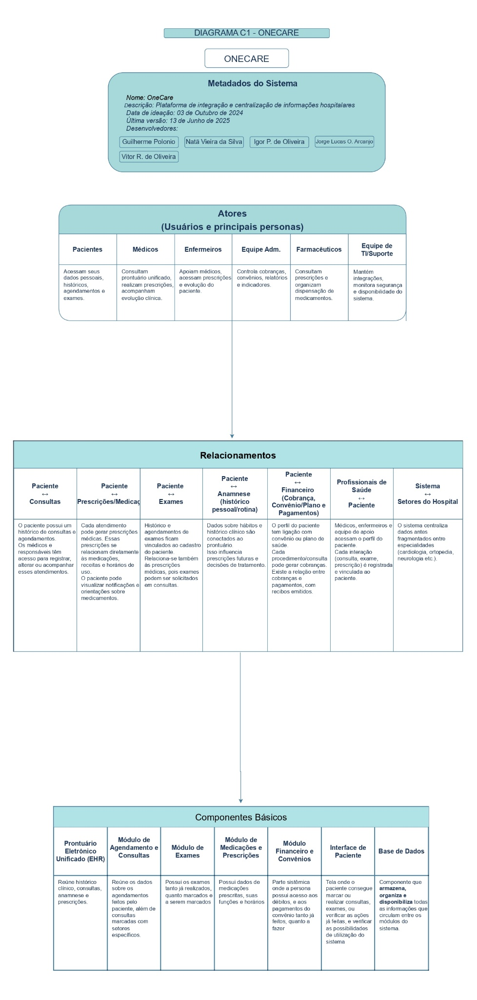 DIAGRAMA C1 - ONECARE
ONECARE
Metadados do Sistema
Nome: OneCare
Descrição: Plataforma de integração e centralização de informações hospitalares
Data de ideação: 03 de Outubro de 2024
Última versão: 13 de Junho de 2025
Desenvolvedores:
Guilherme Polonio
Natã Vieira da Silva
Igor P. de Oliveira
Jorge Lucas O. Arcanjo
Vitor R. de Oliveira
Atores
(Usuários e principais personas)
Pacientes
Acessam seus
dados pessoais,
históricos,
agendamentos e
exames.
Médicos
Consultam
prontuário unificado,
realizam prescrições,
acompanham
evolução clínica.
Enfermeiros
Apoiam médicos,
acessam prescrições
e evolução do
paciente.
Equipe Adm.
Controla cobranças,
convênios, relatórios
e indicadores.
Farmacêuticos
Consultam
prescrições e
organizam
dispensação de
medicamentos.
Equipe de
TI/Suporte
Mantém
integrações,
monitora segurança
e disponibilidade do
sistema.
Relacionamentos
Paciente
↔
Consultas
O paciente possui um
histórico de consultas e
agendamentos.
Os médicos e
responsáveis têm
acesso para registrar,
alterar ou acompanhar
esses atendimentos.
Paciente
↔
Prescrições/Medicaç
Cada atendimento
pode gerar prescrições
médicas. Essas
prescrições se
relacionam diretamente
às medicações,
receitas e horários de
uso.
O paciente pode
visualizar notificações e
orientações sobre
medicamentos.
Paciente
↔
Exames
Histórico e
agendamentos de
exames ficam
vinculados ao cadastro
do paciente.
Relaciona-se também
às prescrições
médicas, pois exames
podem ser solicitados
em consultas.
Paciente
↔
Anamnese
(histórico
pessoal/rotina)
Dados sobre hábitos e
histórico clínico são
conectados ao
prontuário.
Isso influencia
prescrições futuras e
decisões de tratamento.
Paciente
↔
Financeiro
(Cobrança,
Convênio/Plano e
Pagamentos)
O perfil do paciente
tem ligação com
convênio ou plano de
saúde.
Cada
procedimento/consulta
pode gerar cobranças.
Existe a relação entre
cobranças e
pagamentos, com
recibos emitidos.
Profissionais de
Saúde
↔
Paciente
Médicos, enfermeiros e
equipe de apoio
acessam o perfil do
paciente.
Cada interação
(consulta, exame,
prescrição) é registrada
e vinculada ao
paciente.
Sistema
↔
Setores do Hospital
O sistema centraliza
dados antes
fragmentados entre
especialidades
(cardiologia, ortopedia,
neurologia etc.).
Componentes Básicos
Prontuário
Eletrônico
Unificado (EHR)
Reúne histórico
clínico, consultas,
anamnese e
prescrições.
Módulo de
Agendamento e
Consultas
Reúne os dados
sobre os
agendamentos
feitos pelo
paciente, além de
consultas
marcadas com
setores
específicos.
Módulo de
Exames
Possui os exames
tanto já realizados,
quanto marcados e
a serem marcados
Módulo de
Medicações e
Prescrições
Possui dados de
medicações
prescritas, suas
funções e horários
Módulo
Financeiro e
Convênios
Parte sistêmica
onde a persona
possui acesso aos
débitos, e aos
pagamentos do
convênio tanto já
feitos, quanto a
fazer
Interface de
Paciente
Tela onde o
paciente consegue
marcar ou
realizar consultas,
exames, ou
verificar as ações
já feitas, e verificar
as possibilidades
de utilização do
sistema
Base de Dados
Componente que
armazena,
organiza e
disponibiliza todas
as informações que
circulam entre os
módulos do
sistema.